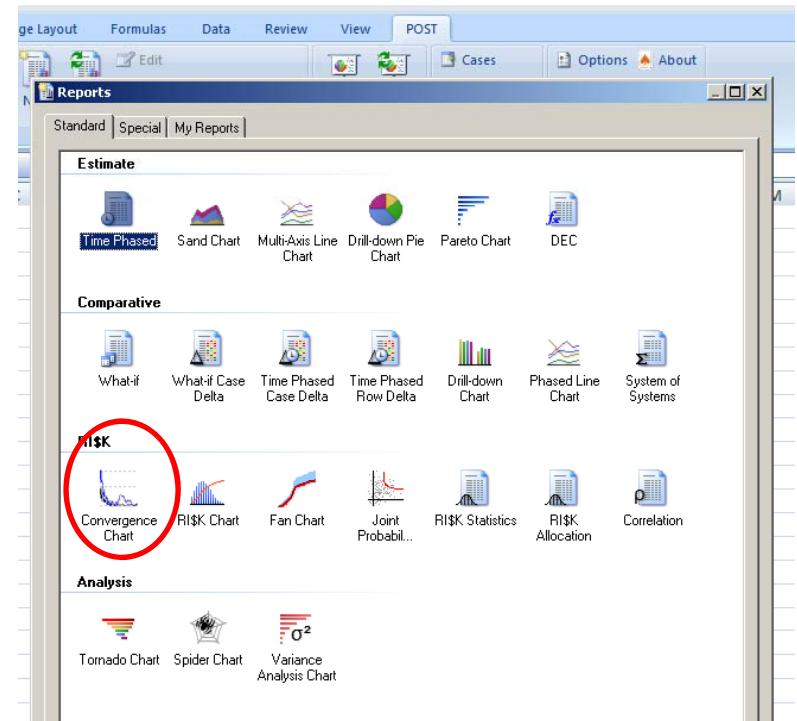 ge Layout Formulas Data Review View POST
Edit Cases Options About
N
Reports
Standard Special My Reports
Estimate
Time Phased Sand Chart Multi-Axis Line Chart Drill-down Pie Chart Pareto Chart DEC
Comparative
What-if What-if Case Delta Time Phased Case Delta Time Phased Row Delta Drill-down Chart Phased Line Chart System of Systems
RI$K
Convergence Chart RI$K Chart Fan Chart Joint Probabil... RI$K Statistics RI$K Allocation Correlation
Analysis
σ²
Tornado Chart Spider Chart Variance Analysis Chart